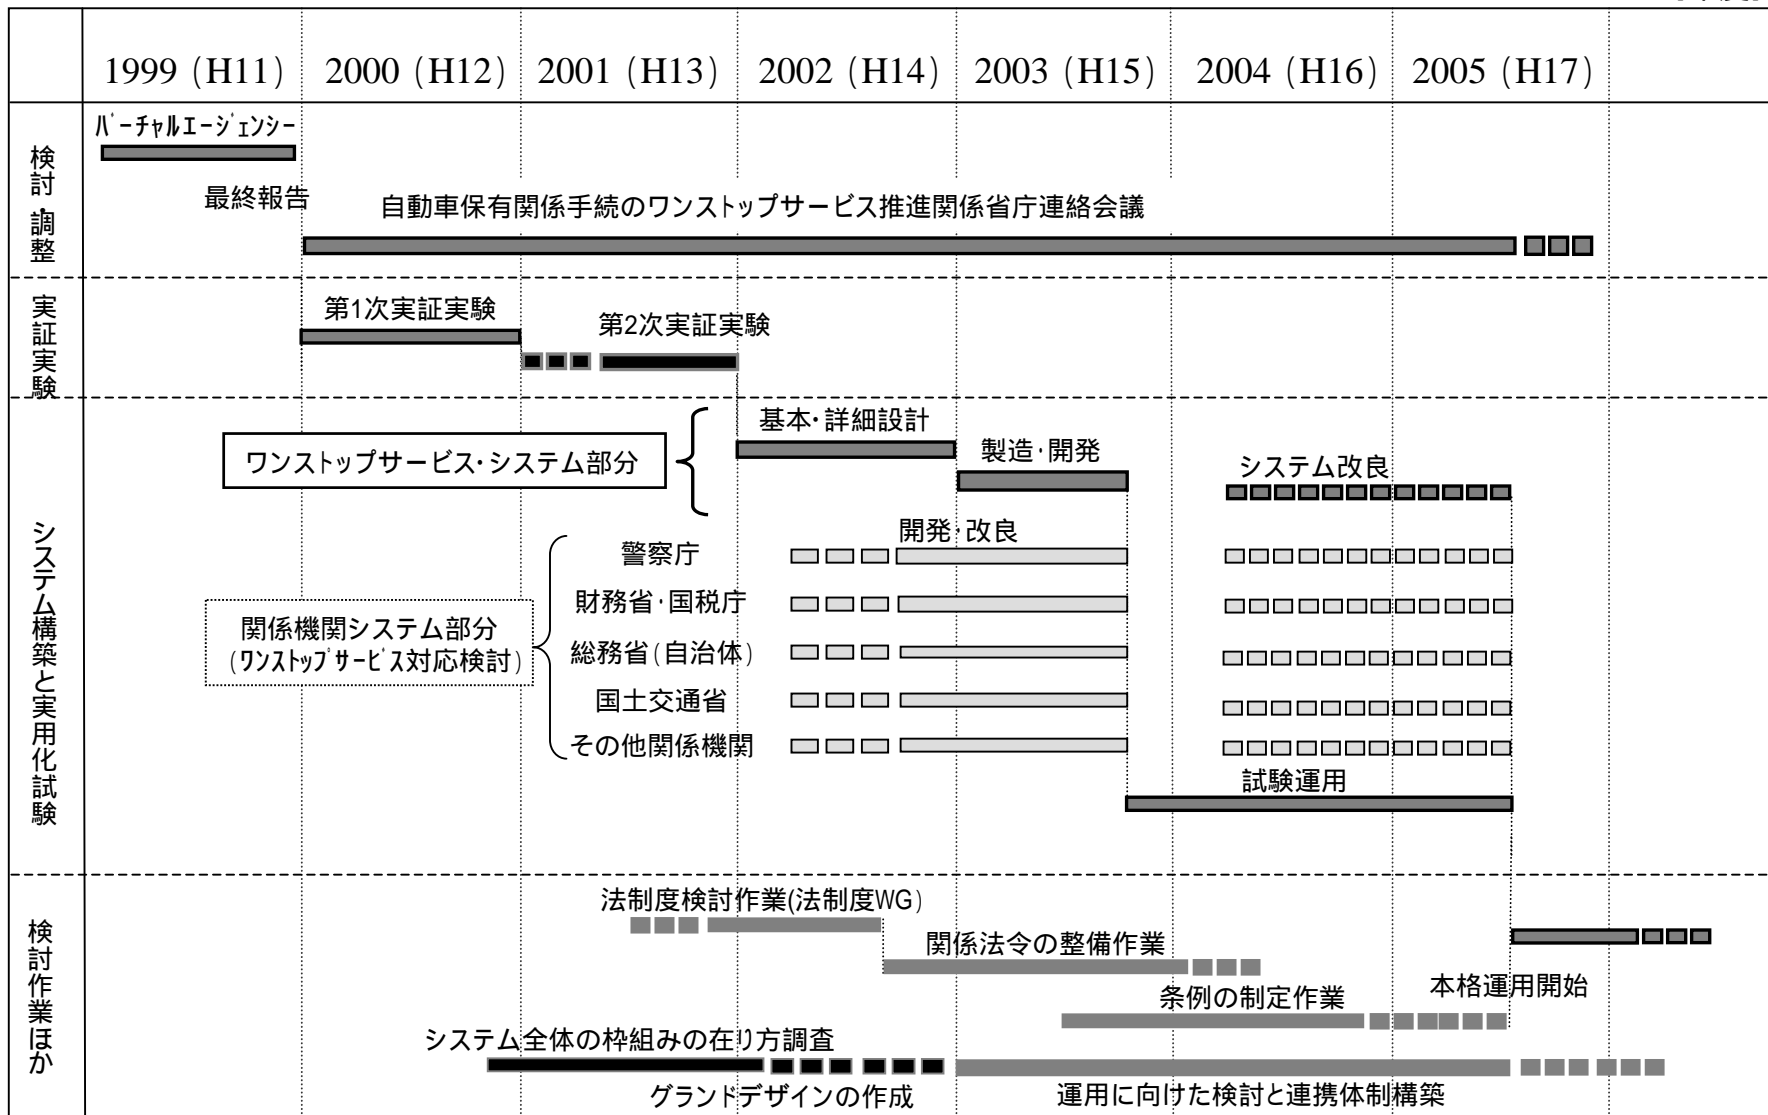 1999 (H11) 2000 (H12) 2001 (H13) 2002 (H14) 2003 (H15) 2004 (H16) 2005 (H17)
検討・調整
バーチャルエージェンシー
最終報告
自動車保有関係手続のワンストップサービス推進関係省庁連絡会議
実証実験
第1次実証実験
第2次実証実験
システム構築と実用化試験
ワンストップサービス・システム部分
基本・詳細設計
製造・開発
システム改良
関係機関システム部分
(ワンストップサービス対応検討)
開発・改良
警察庁
財務省・国税庁
総務省(自治体)
国土交通省
その他関係機関
試験運用
検討作業ほか
法制度検討作業(法制度WG)
関係法令の整備作業
条例の制定作業
本格運用開始
システム全体の枠組みの在り方調査
グランドデザインの作成
運用に向けた検討と連携体制構築